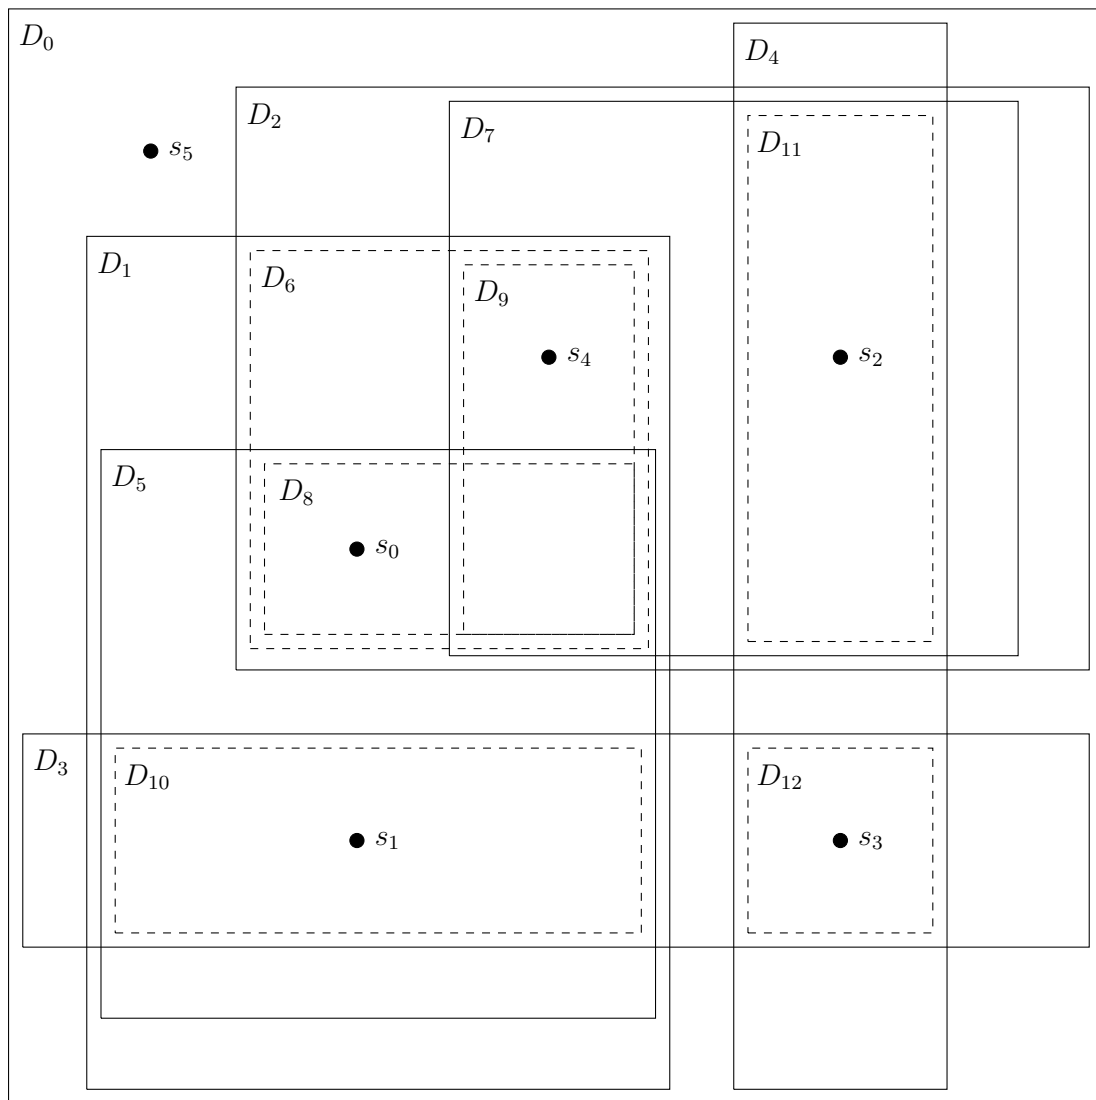 D₀
D₄
D₂
D₇
D₁₁
s₅
D₁
D₆
D₉
s₄
s₂
D₅
D₈
s₀
D₃
D₁₀
D₁₂
s₁
s₃